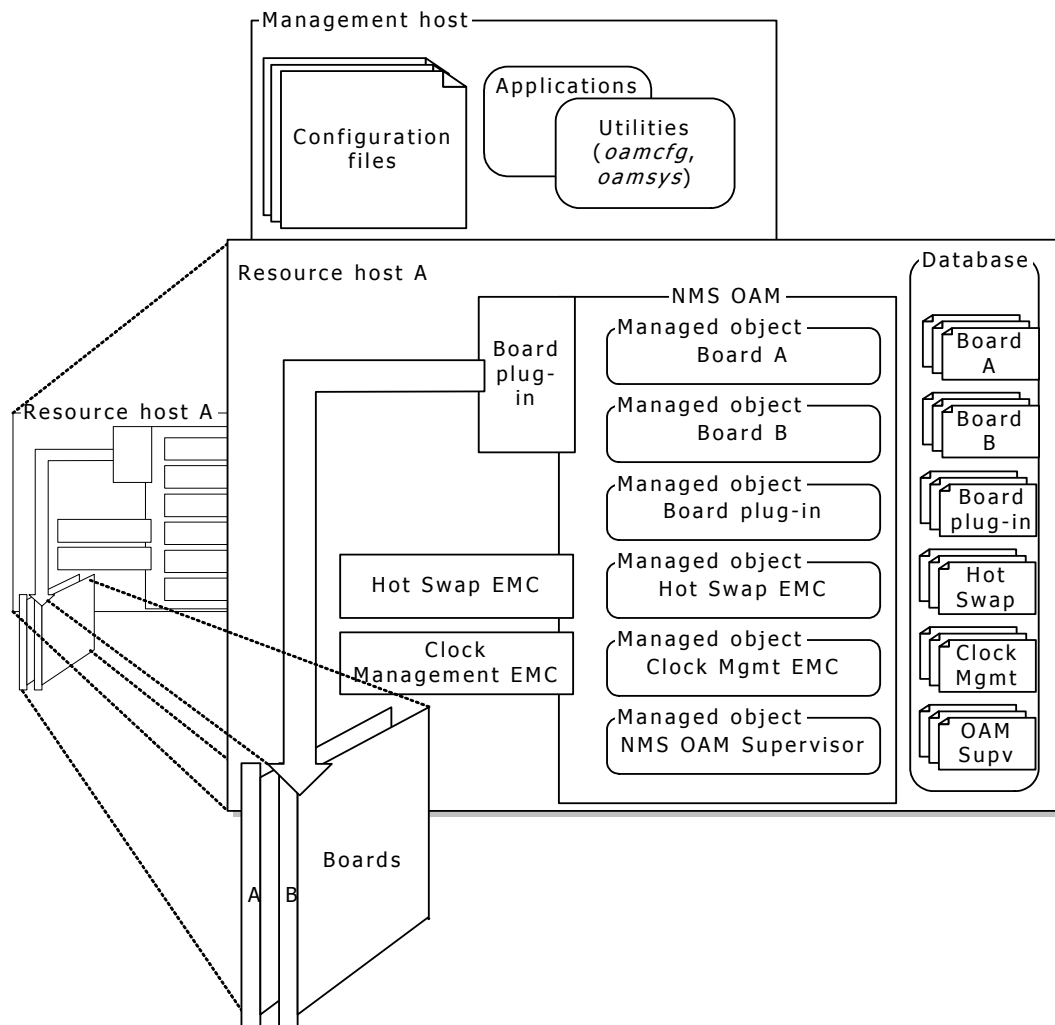 Management host
Configuration
files
Applications
Utilities
(oamcfg,
oamsys)
Resource host A
Resource host A
Board
plug-
in
NMS OAM
Managed object
Board A
Managed object
Board B
Managed object
Board plug-in
Managed object
Hot Swap EMC
Managed object
Clock Mgmt EMC
Managed object
NMS OAM Supervisor
Hot Swap EMC
Clock
Management EMC
Database
Board
A
Board
B
Board
plug-in
Hot
Swap
Clock
Mgmt
OAM
Supv
Boards
A
B